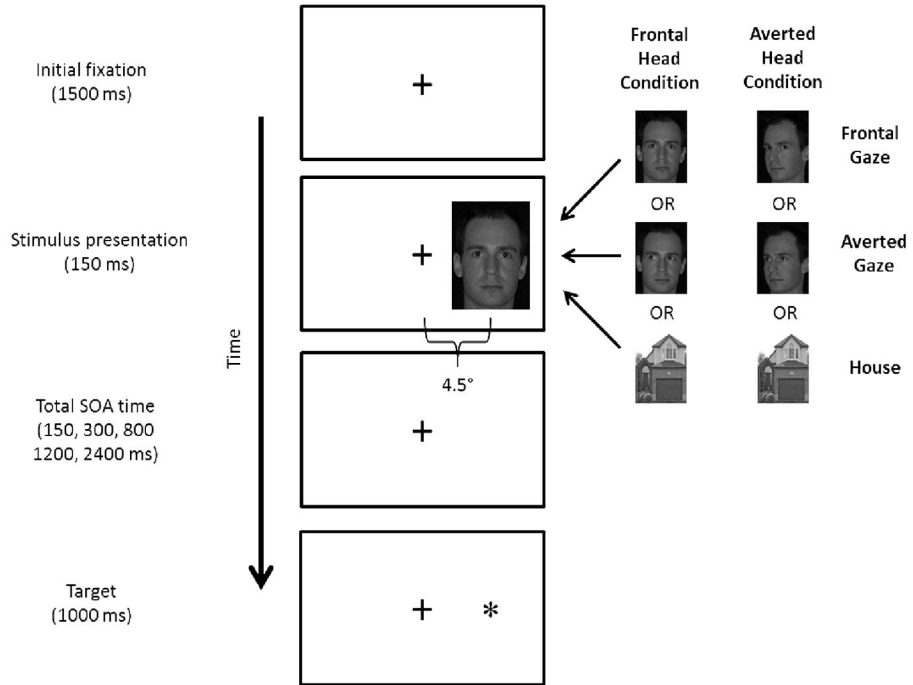 Initial fixation
(1500 ms)
+
Frontal
Head
Condition
Averted
Head
Condition
Frontal
Gaze
OR
OR
Stimulus presentation
(150 ms)
+
Averted
Gaze
OR
OR
House
4.5°
Time
Total SOA time
(150, 300, 800
1200, 2400 ms)
+
Target
(1000 ms)
+ *